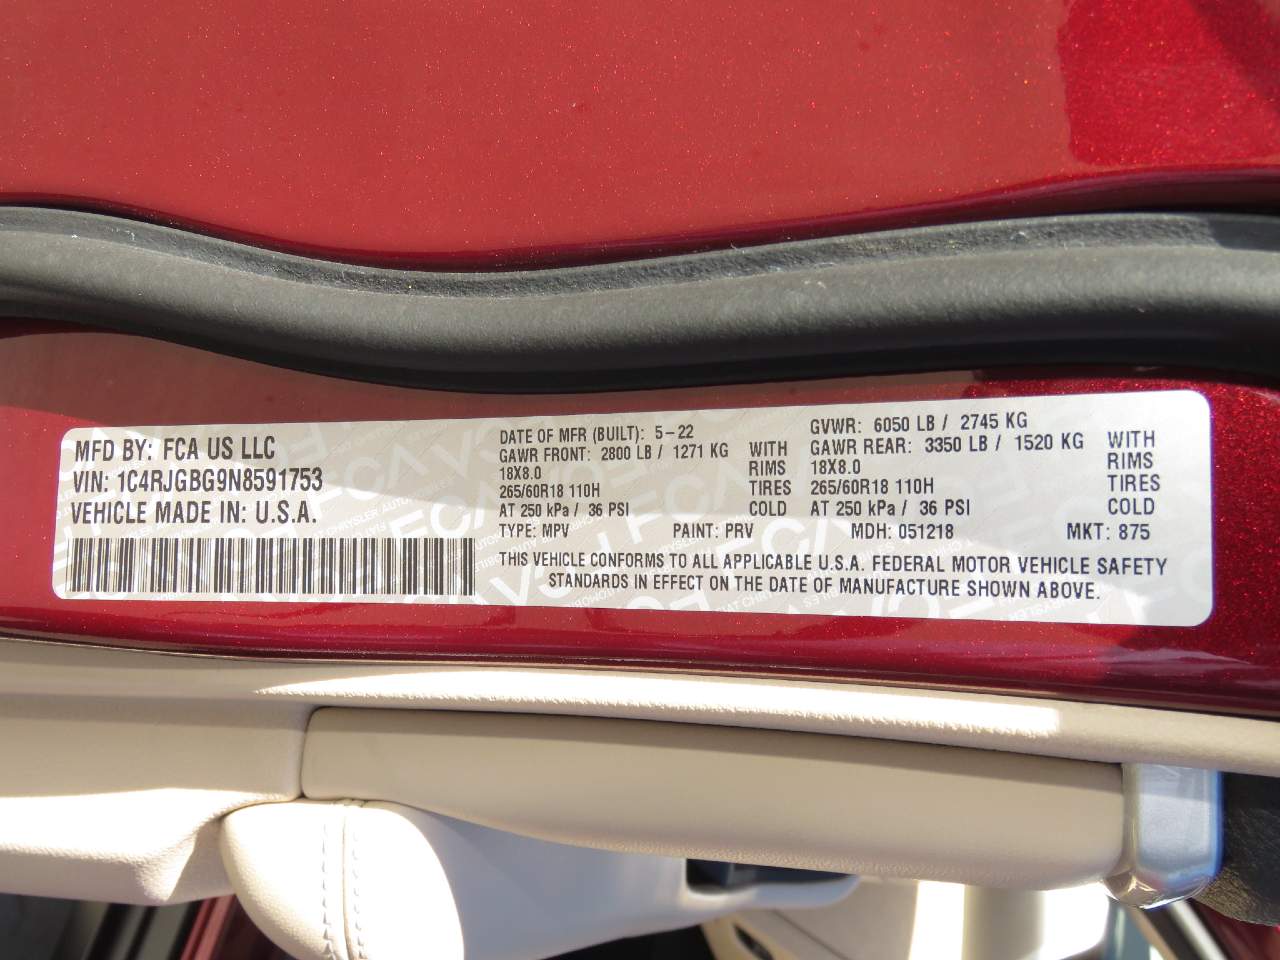 MFD BY: FCA US LLC
VIN: 1C4RJGBG9N8591753
VEHICLE MADE IN: U.S.A.
DATE OF MFR (BUILT): 5-22
GAWR FRONT: 2800 LB / 1271 KG WITH
18X8.0 RIMS
265/60R18 110H TIRES
AT 250 kPa / 36 PSI COLD
GVWR: 6050 LB / 2745 KG
GAWR REAR: 3350 LB / 1520 KG WITH
18X8.0 RIMS
265/60R18 110H TIRES
AT 250 kPa / 36 PSI COLD
TYPE: MPV PAINT: PRV MDH: 051218 MKT: 875
THIS VEHICLE CONFORMS TO ALL APPLICABLE U.S.A. FEDERAL MOTOR VEHICLE SAFETY
STANDARDS IN EFFECT ON THE DATE OF MANUFACTURE SHOWN ABOVE.